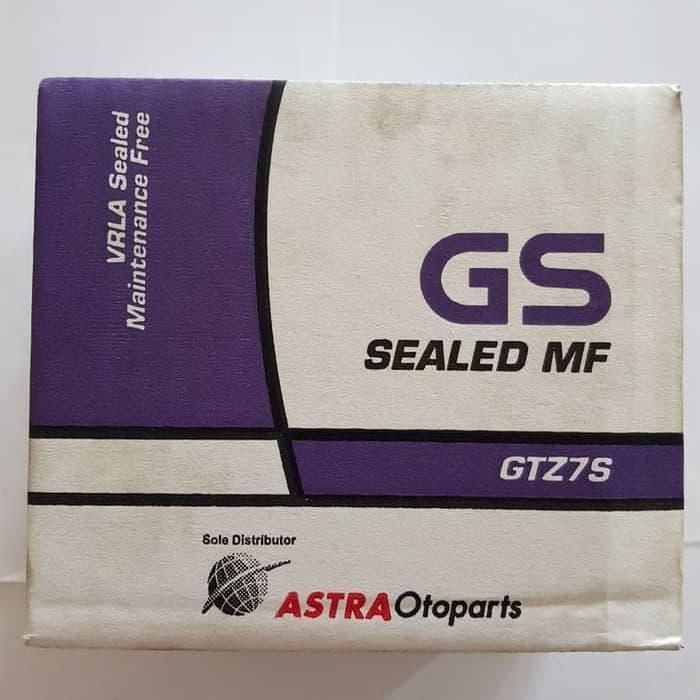 VRLA Sealed
Maintenance Free
GS
SEALED MF
GTZ7S
Sole Distributor
ASTRA Otoparts